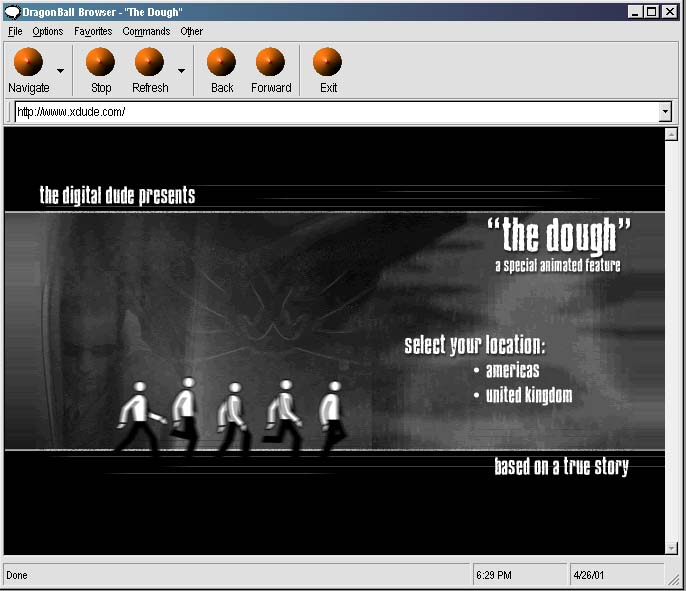 DragonBall Browser - "The Dough"
File Options Favorites Commands Other
Navigate Stop Refresh Back Forward Exit
http://www.xdude.com/
the digital dude presents
“the dough”
a special animated feature
select your location:
• americas
• united kingdom
based on a true story
Done 6:29 PM 4/26/01